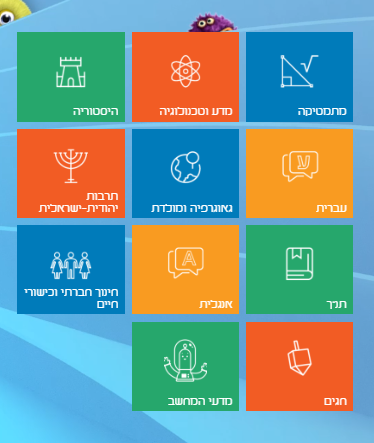 מתמטיקה
מדע וטכנולוגיה
היסטוריה
עברית
גאוגרפיה ומולדת
תרבות
יהודית-ישראלית
תנך
אנגלית
חינוך חברתי וכישורי
חיים
חגים
מדעי המחשב
ע
A